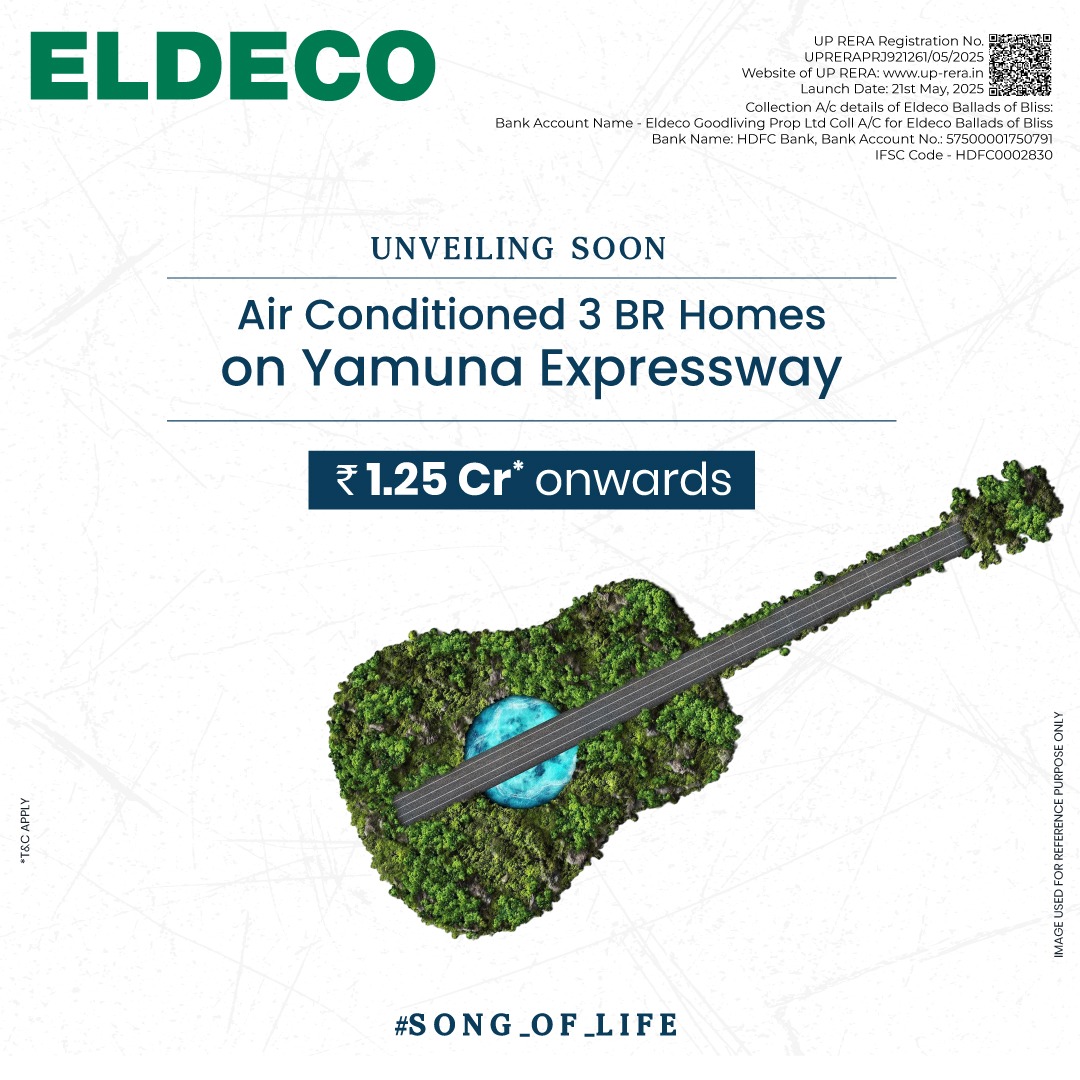 ELDECO
UP RERA Registration No.
UPRERAPRJ921261/05/2025
Website of UP RERA: www.up-rera.in
Launch Date: 21st May, 2025
Collection A/c details of Eldeco Ballads of Bliss:
Bank Account Name - Eldeco Goodliving Prop Ltd Coll A/C for Eldeco Ballads of Bliss
Bank Name: HDFC Bank, Bank Account No.: 57500001750791
IFSC Code - HDFC0002830
UNVEILING SOON
Air Conditioned 3 BR Homes
on Yamuna Expressway
₹ 1.25 Cr* onwards
*T&C APPLY
IMAGE USED FOR REFERENCE PURPOSE ONLY
#SONG_OF_LIFE